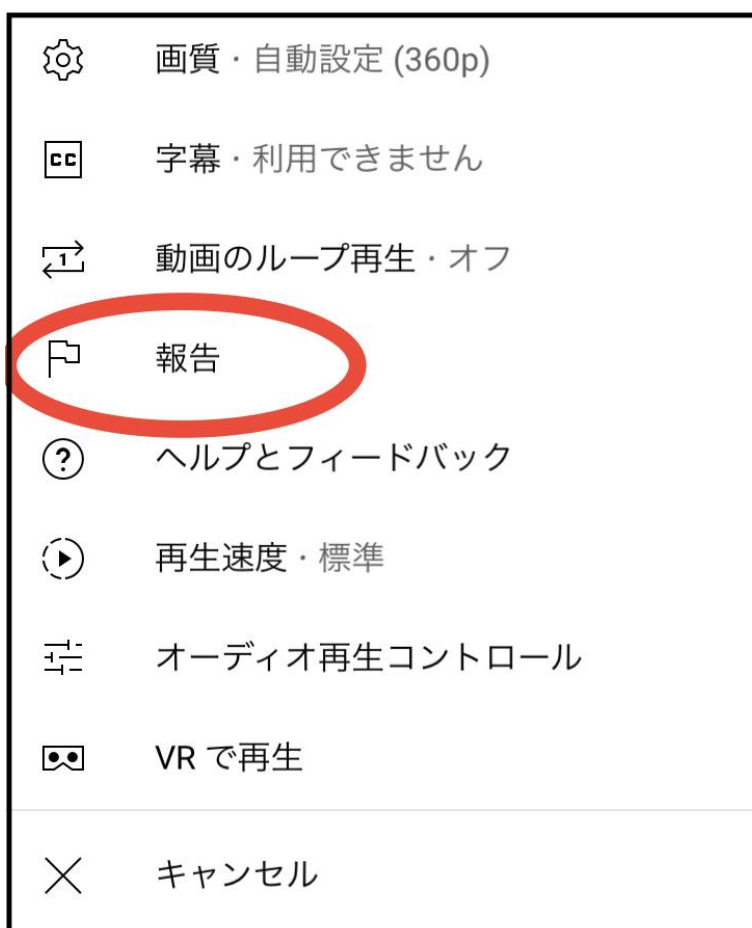 画質・自動設定 (360p)
CC 字幕・利用できません
1 動画のループ再生・オフ
報告
? ヘルプとフィードバック
再生速度・標準
オーディオ再生コントロール
VR で再生
キャンセル